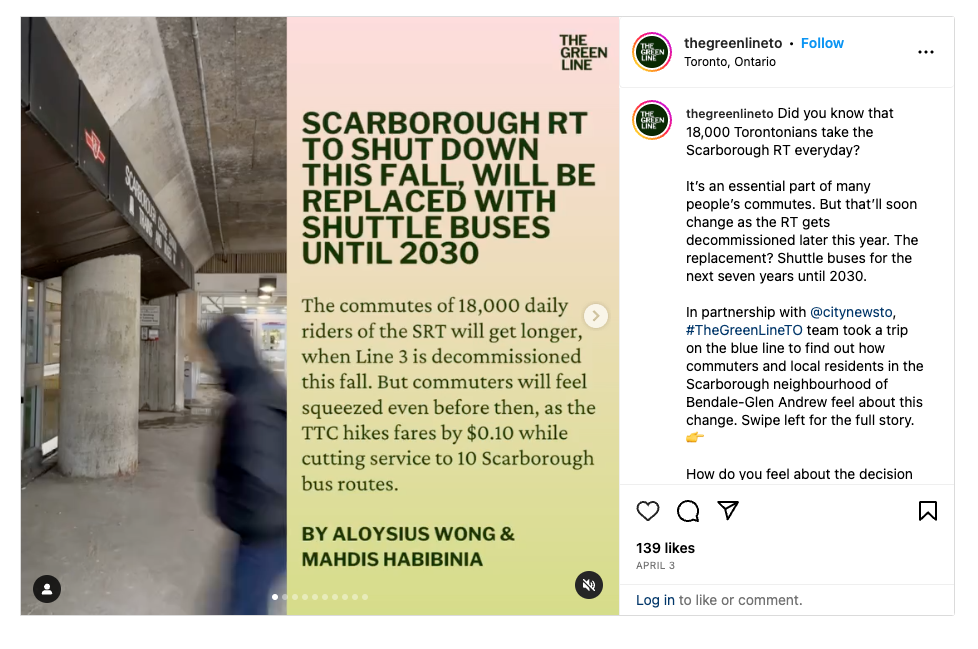 THE
GREEN
LINE
SCARBOROUGH RT
TO SHUT DOWN
THIS FALL, WILL BE
REPLACED WITH
SHUTTLE BUSES
UNTIL 2030
The commutes of 18,000 daily
riders of the SRT will get longer,
when Line 3 is decommissioned
this fall. But commuters will feel
squeezed even before then, as the
TTC hikes fares by $0.10 while
cutting service to 10 Scarborough
bus routes.
BY ALOYSIUS WONG &
MAHDIS HABIBINIA
THE
GREEN
LINE
thegreenlineto • Follow
Toronto, Ontario
THE
GREEN
LINE
thegreenlineto Did you know that
18,000 Torontonians take the
Scarborough RT everyday?
It’s an essential part of many
people’s commutes. But that’ll soon
change as the RT gets
decommissioned later this year. The
replacement? Shuttle buses for the
next seven years until 2030.
In partnership with @citynewsto,
#TheGreenLineTO team took a trip
on the blue line to find out how
commuters and local residents in the
Scarborough neighbourhood of
Bendale-Glen Andrew feel about this
change. Swipe left for the full story.
👉
How do you feel about the decision
139 likes
APRIL 3
Log in to like or comment.